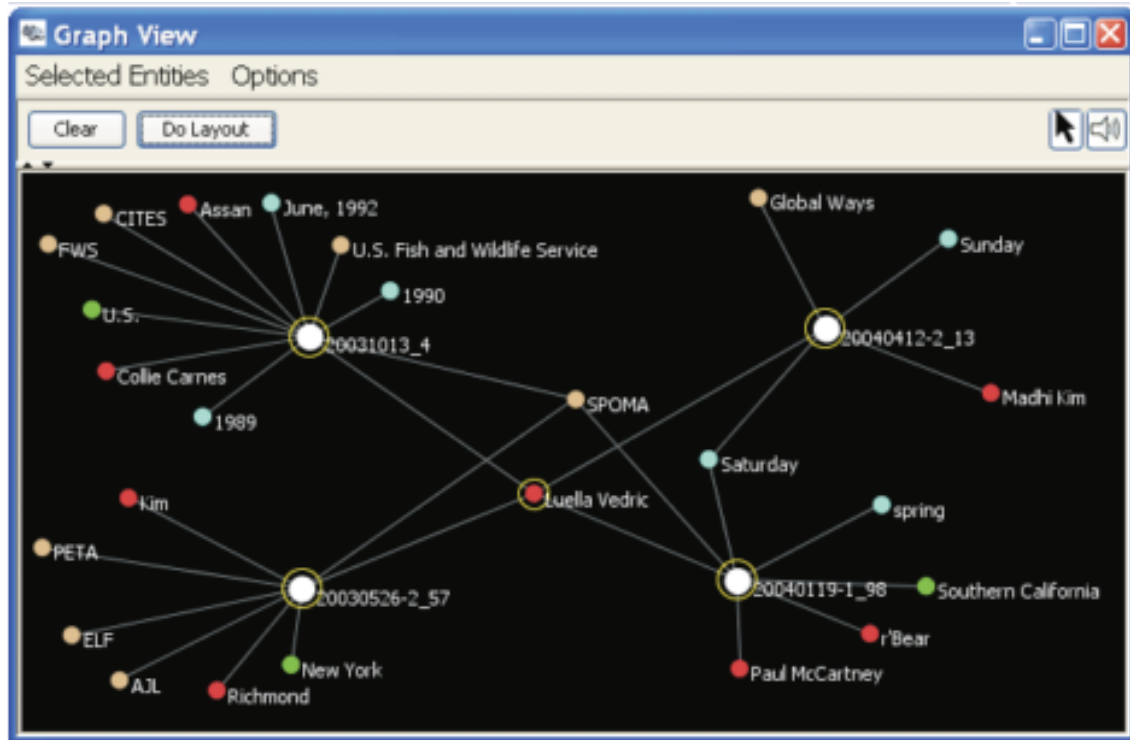 Graph View
Selected Entities Options
Clear Do Layout
CITES
Assan
June, 1992
FWS
U.S. Fish and Wildlife Service
U.S.
1990
20031013_4
Collie Carnes
1989
Global Ways
Sunday
20040412-2_13
Madhi Kim
SPOMA
Saturday
Luella Vedric
Kim
PETA
20030526-2_57
ELF
AJL
Richmond
New York
spring
20040119-1_98
Southern California
r'Bear
Paul McCartney